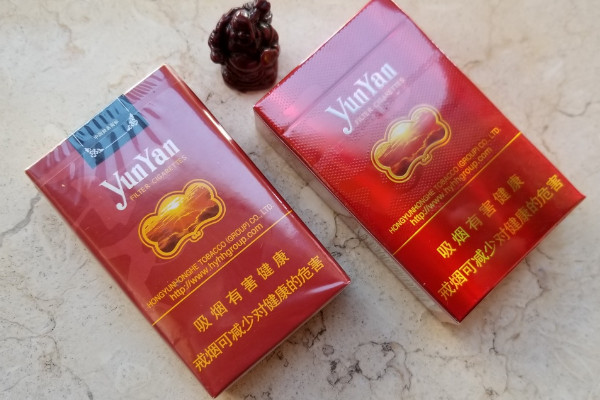 YunYan
FILTER CIGARETTES
HONGYUNHONGHE TOBACCO (GROUP) CO., LTD.
http://www.hyhhgroup.com
吸烟有害健康
戒烟可减少对健康的危害
YunYan
FILTER CIGARETTES
HONGYUNHONGHE TOBACCO (GROUP) CO., LTD.
http://www.hyhhgroup.com
吸烟有害健康
戒烟可减少对健康的危害